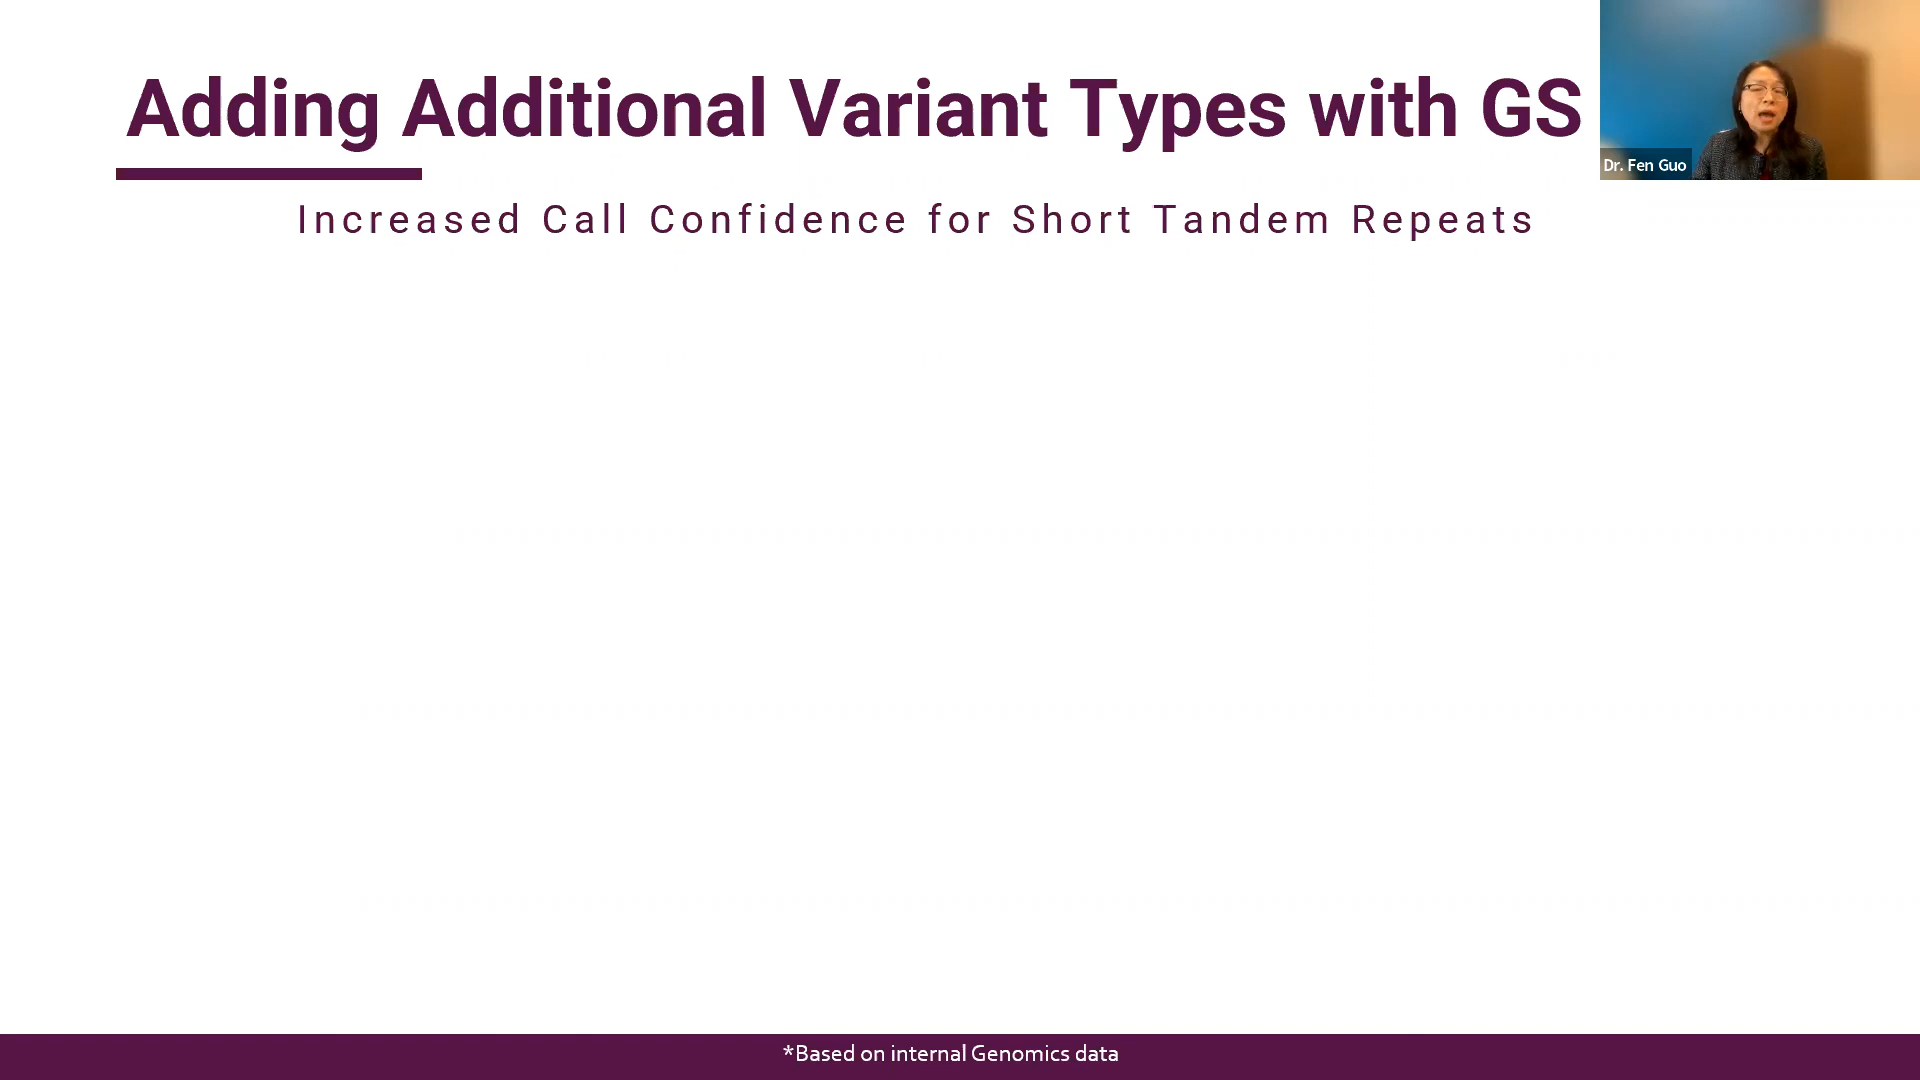 Adding Additional Variant Types with GS
Dr. Fen Guo
Increased Call Confidence for Short Tandem Repeats
*Based on internal Genomics data